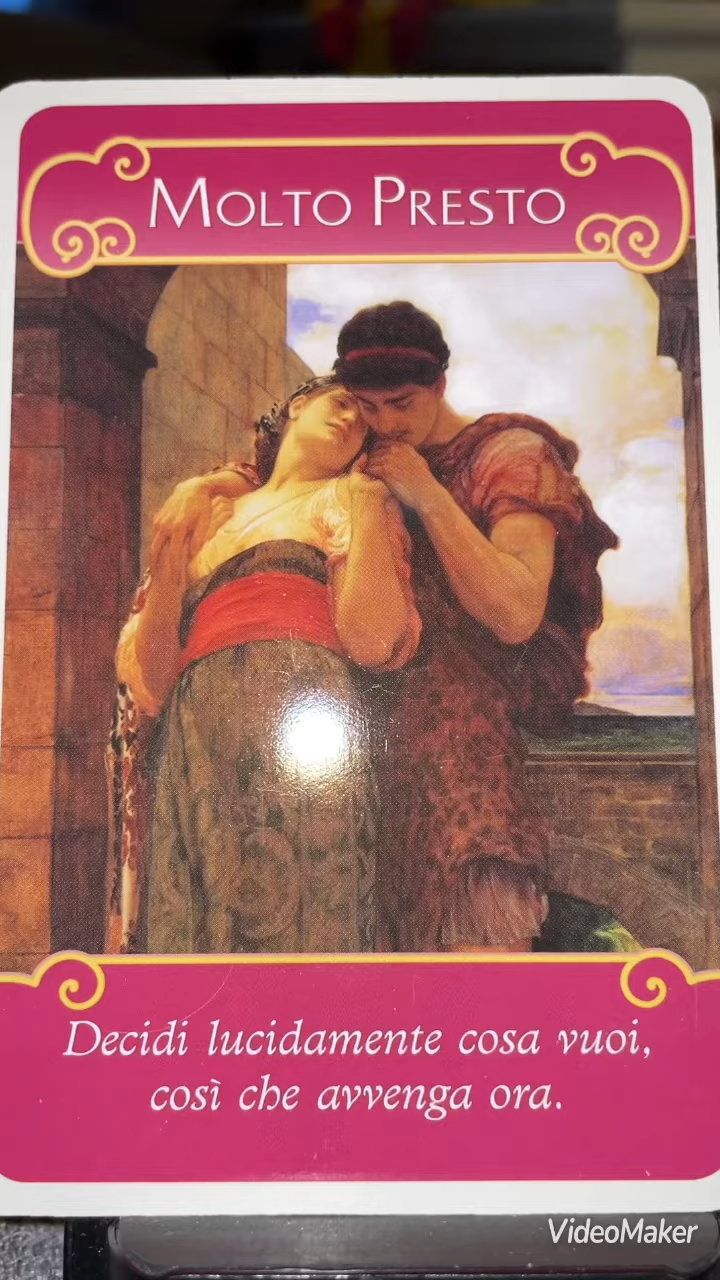 MOLTO PRESTO
Decidi lucidamente cosa vuoi,
così che avvenga ora.
VideoMaker